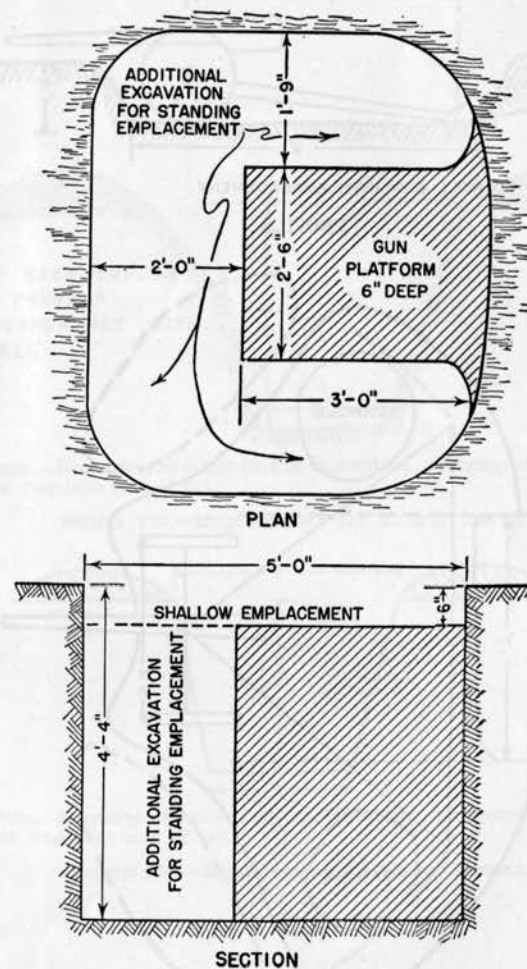 ADDITIONAL
EXCAVATION
FOR STANDING
EMPLACEMENT
1'-9"
2'-0"
2'-6"
GUN
PLATFORM
6" DEEP
3'-0"
PLAN
5'-0"
6"
SHALLOW EMPLACEMENT
4'-4"
ADDITIONAL EXCAVATION
FOR STANDING EMPLACEMENT
SECTION